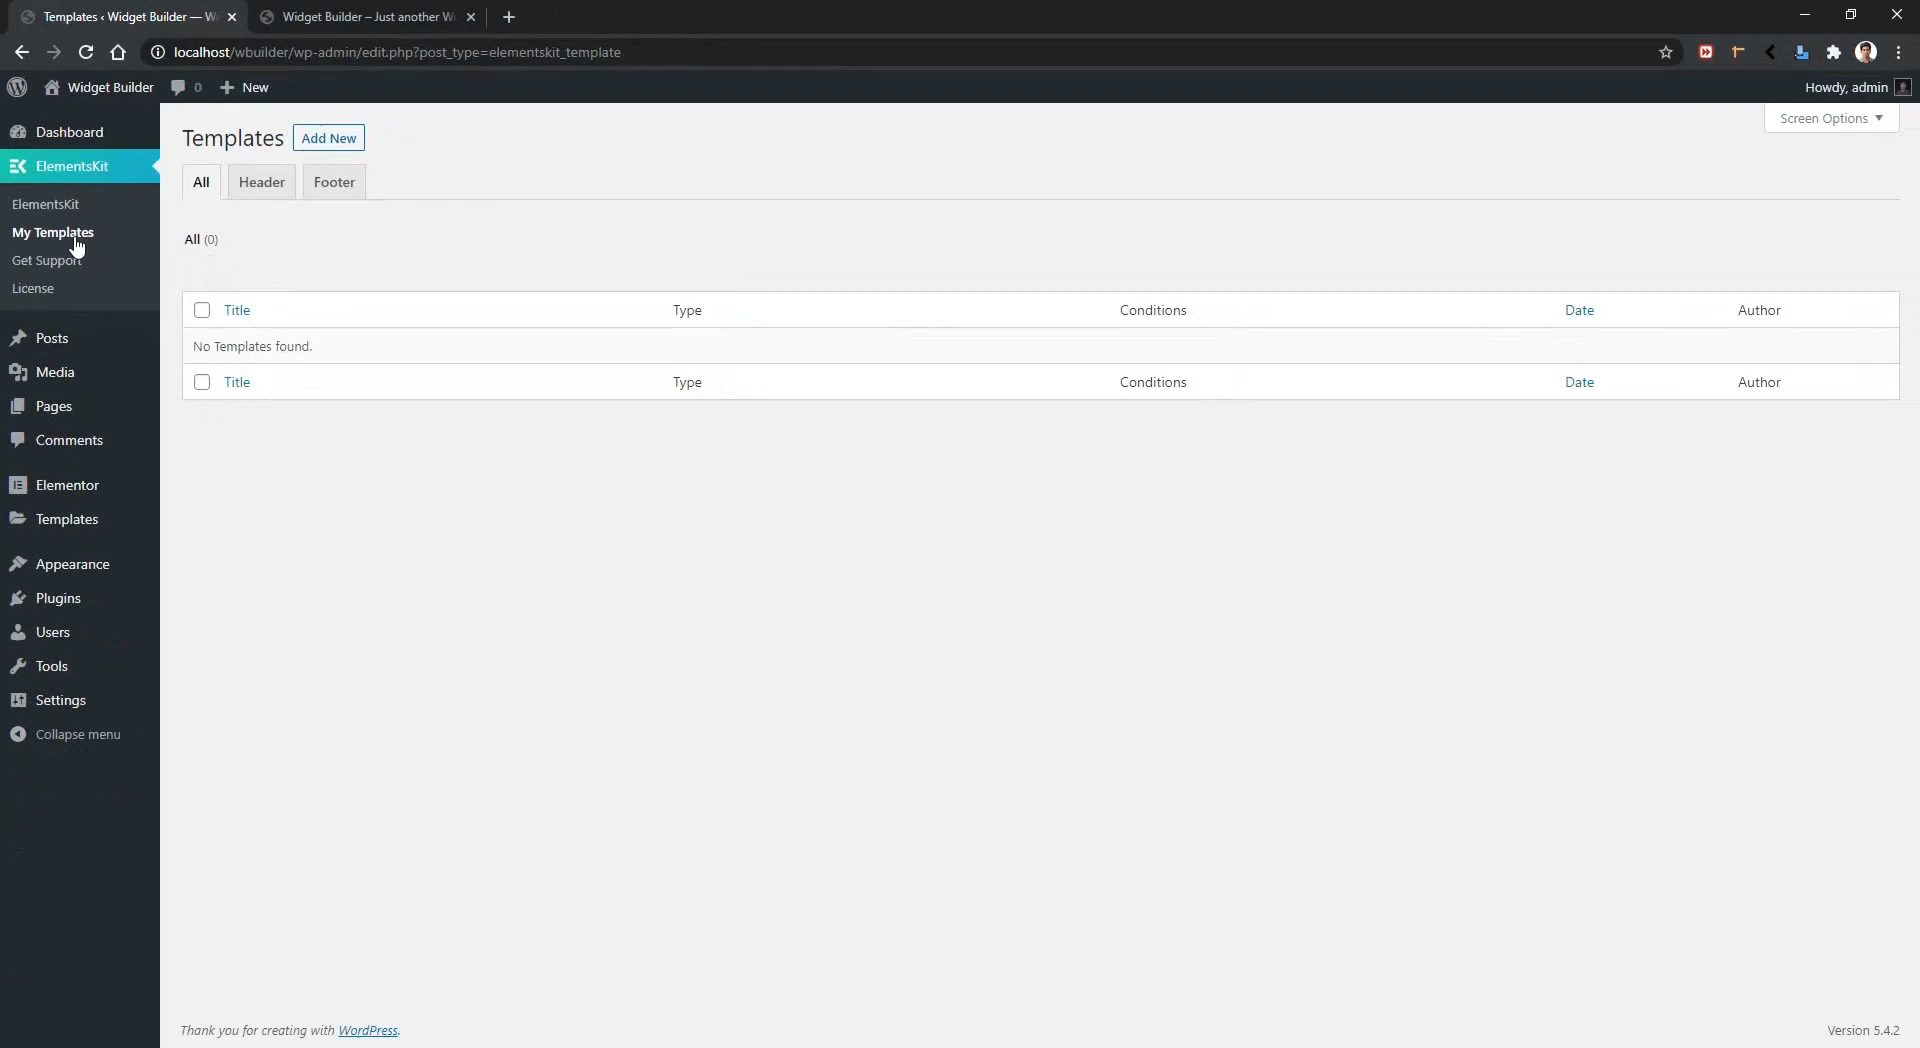 Templates ‹ Widget Builder — W
Widget Builder – Just another W
localhost/wbuilder/wp-admin/edit.php?post_type=elementskit_template
Widget Builder
0
New
Howdy, admin
Dashboard
ElementsKit
ElementsKit
My Templates
Get Support
License
Posts
Media
Pages
Comments
Elementor
Templates
Appearance
Plugins
Users
Tools
Settings
Collapse menu
Screen Options
Templates
Add New
All
Header
Footer
All (0)
Title Type Conditions Date Author
No Templates found.
Title Type Conditions Date Author
Thank you for creating with WordPress.
Version 5.4.2